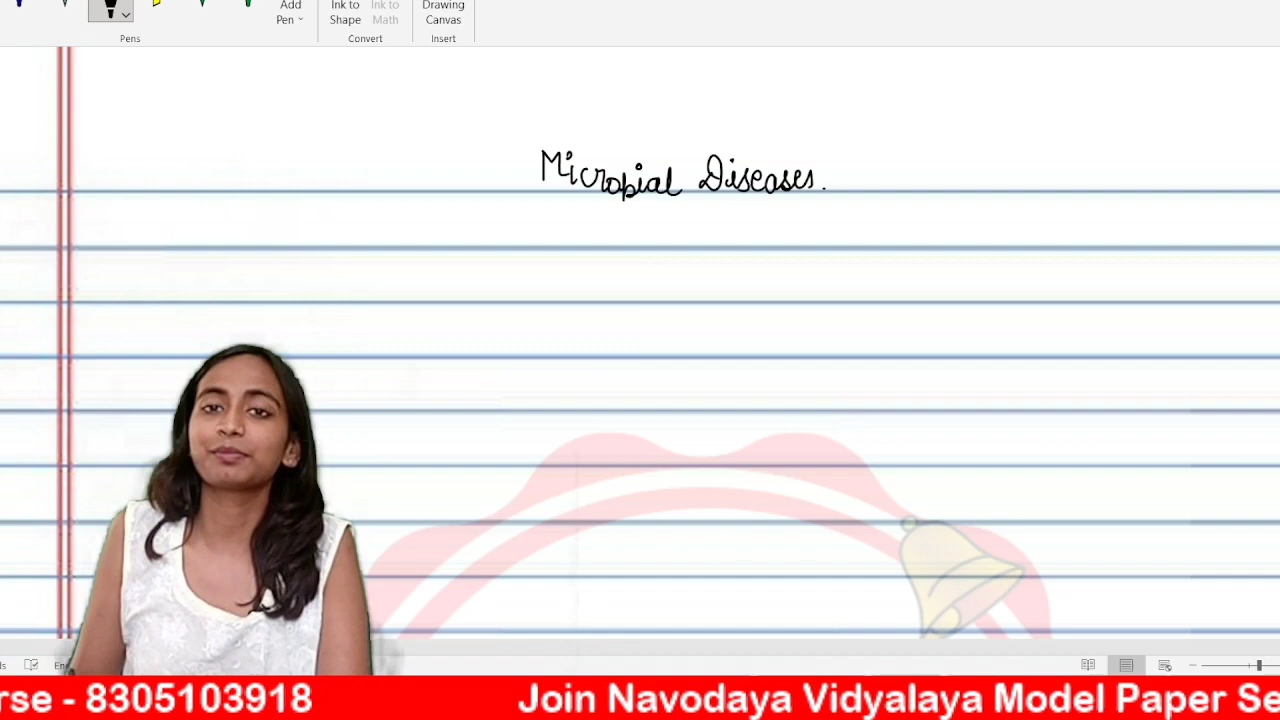 Add
Pen
Ink to
Shape
Ink to
Math
Drawing
Canvas
Pens
Convert
Insert
Microbial Diseases.
rse - 8305103918
Join Navodaya Vidyalaya Model Paper Se